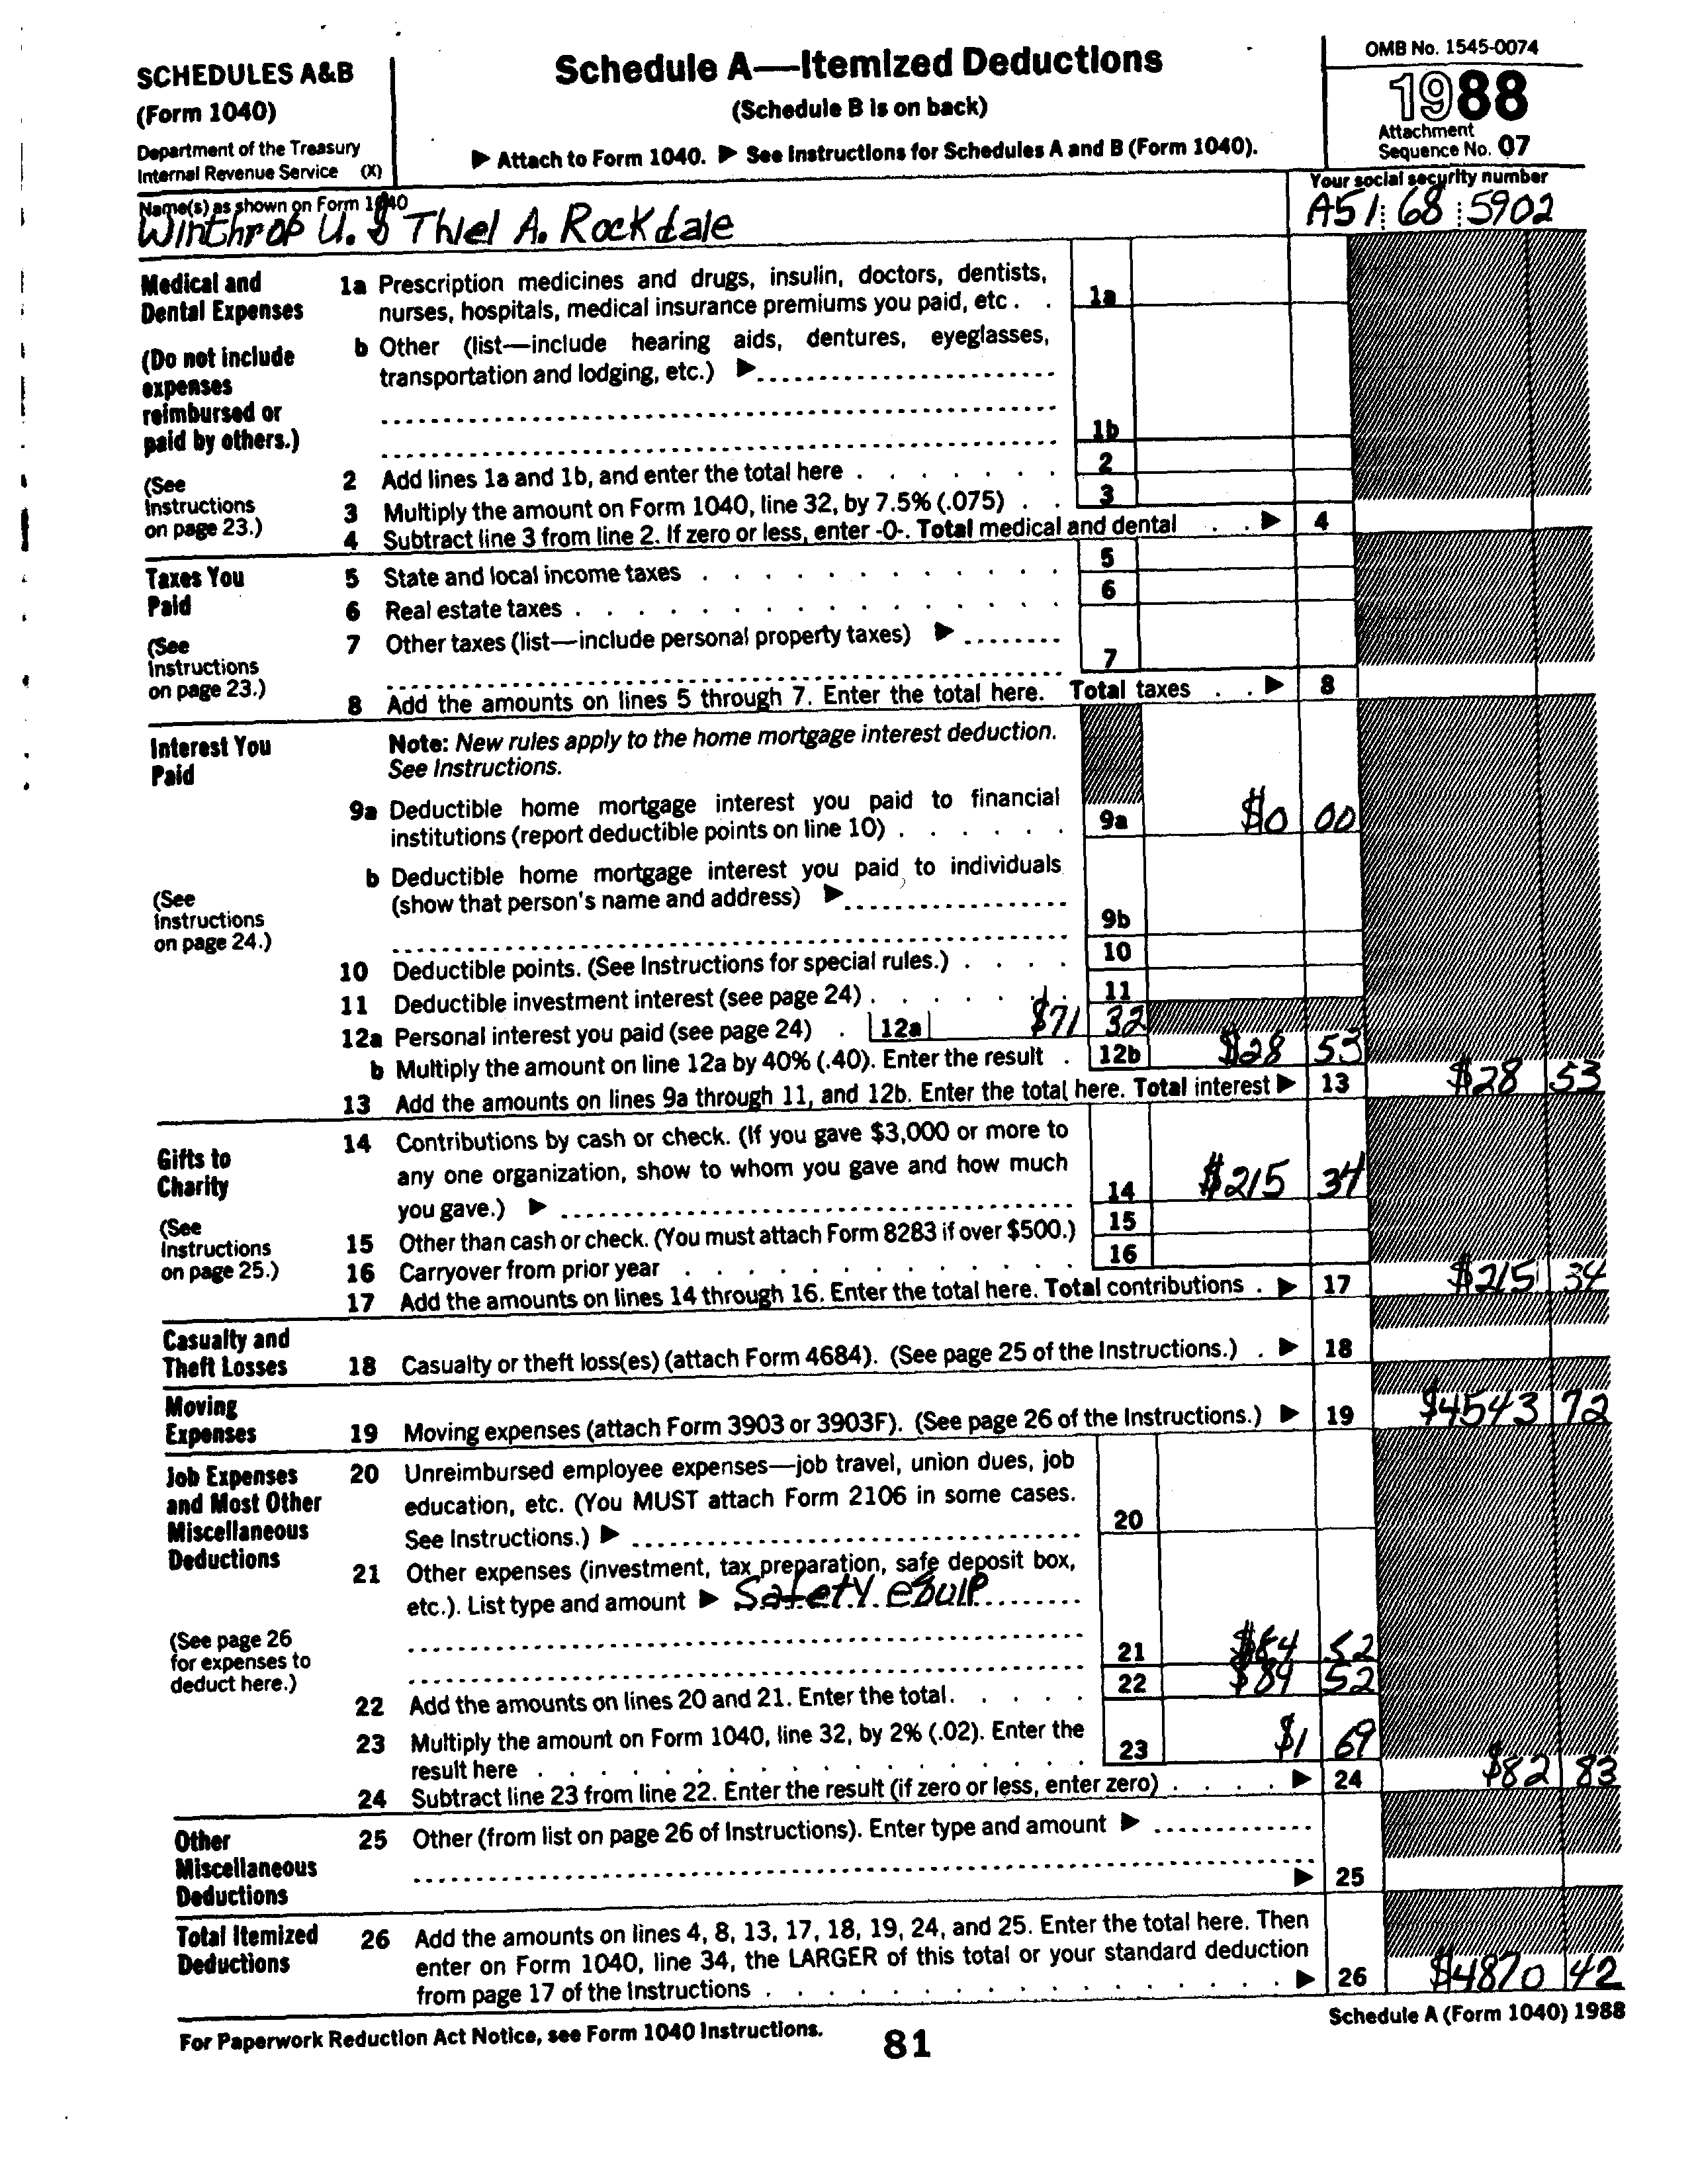 SCHEDULES A&B
(Form 1040)
Department of the Treasury
Internal Revenue Service (X)
Schedule A—Itemized Deductions
(Schedule B is on back)
▶ Attach to Form 1040. ▶ See Instructions for Schedules A and B (Form 1040).
OMB No. 1545-0074
1988
Attachment
Sequence No. 07
Name(s) as shown on Form 1040
Winthrop U. & Thiel A. Rockdale
Your social security number
A51 68 5902
Medical and
Dental Expenses
(Do not include
expenses
reimbursed or
paid by others.)
(See
Instructions
on page 23.)
1a Prescription medicines and drugs, insulin, doctors, dentists,
nurses, hospitals, medical insurance premiums you paid, etc . . 1a
b Other (list—include hearing aids, dentures, eyeglasses,
transportation and lodging, etc.) ▶
1b
2 Add lines 1a and 1b, and enter the total here . . . . . . . 2
3 Multiply the amount on Form 1040, line 32, by 7.5% (.075) . . 3
4 Subtract line 3 from line 2. If zero or less, enter -0-. Total medical and dental . . ▶ 4
Taxes You
Paid
(See
Instructions
on page 23.)
5 State and local income taxes . . . . . . . . . . . . 5
6 Real estate taxes . . . . . . . . . . . . . . . . 6
7 Other taxes (list—include personal property taxes) ▶
7
8 Add the amounts on lines 5 through 7. Enter the total here. Total taxes . . ▶ 8
Interest You
Paid
(See
Instructions
on page 24.)
Note: New rules apply to the home mortgage interest deduction.
See Instructions.
9a Deductible home mortgage interest you paid to financial
institutions (report deductible points on line 10) . . . . . . 9a $0 00
b Deductible home mortgage interest you paid to individuals
(show that person's name and address) ▶
9b
10 Deductible points. (See Instructions for special rules.) . . . . 10
11 Deductible investment interest (see page 24) . . . . . . . 11
12a Personal interest you paid (see page 24) . 12a $71 32
b Multiply the amount on line 12a by 40% (.40). Enter the result . 12b $28 53
13 Add the amounts on lines 9a through 11, and 12b. Enter the total here. Total interest ▶ 13 $28 53
Gifts to
Charity
(See
Instructions
on page 25.)
14 Contributions by cash or check. (If you gave $3,000 or more to
any one organization, show to whom you gave and how much
you gave.) ▶ 14 $215 34
15 Other than cash or check. (You must attach Form 8283 if over $500.) 15
16 Carryover from prior year . . . . . . . . . . . . . 16
17 Add the amounts on lines 14 through 16. Enter the total here. Total contributions . ▶ 17 $215 34
Casualty and
Theft Losses
18 Casualty or theft loss(es) (attach Form 4684). (See page 25 of the Instructions.) . ▶ 18
Moving
Expenses
19 Moving expenses (attach Form 3903 or 3903F). (See page 26 of the Instructions.) ▶ 19 $4543 72
Job Expenses
and Most Other
Miscellaneous
Deductions
(See page 26
for expenses to
deduct here.)
20 Unreimbursed employee expenses—job travel, union dues, job
education, etc. (You MUST attach Form 2106 in some cases.
See Instructions.) ▶ 20
21 Other expenses (investment, tax preparation, safe deposit box,
etc.). List type and amount ▶ Safety equip
21 $84 52
22 Add the amounts on lines 20 and 21. Enter the total . . . . . 22 $84 52
23 Multiply the amount on Form 1040, line 32, by 2% (.02). Enter the
result here . . . . . . . . . . . . . . . . . . 23 $1 69
24 Subtract line 23 from line 22. Enter the result (if zero or less, enter zero) . . . . ▶ 24 $82 83
Other
Miscellaneous
Deductions
25 Other (from list on page 26 of Instructions). Enter type and amount ▶
▶ 25
Total Itemized
Deductions
26 Add the amounts on lines 4, 8, 13, 17, 18, 19, 24, and 25. Enter the total here. Then
enter on Form 1040, line 34, the LARGER of this total or your standard deduction
from page 17 of the Instructions . . . . . . . . . . . . . . . . . ▶ 26 $4870 42
For Paperwork Reduction Act Notice, see Form 1040 Instructions.
81
Schedule A (Form 1040) 1988